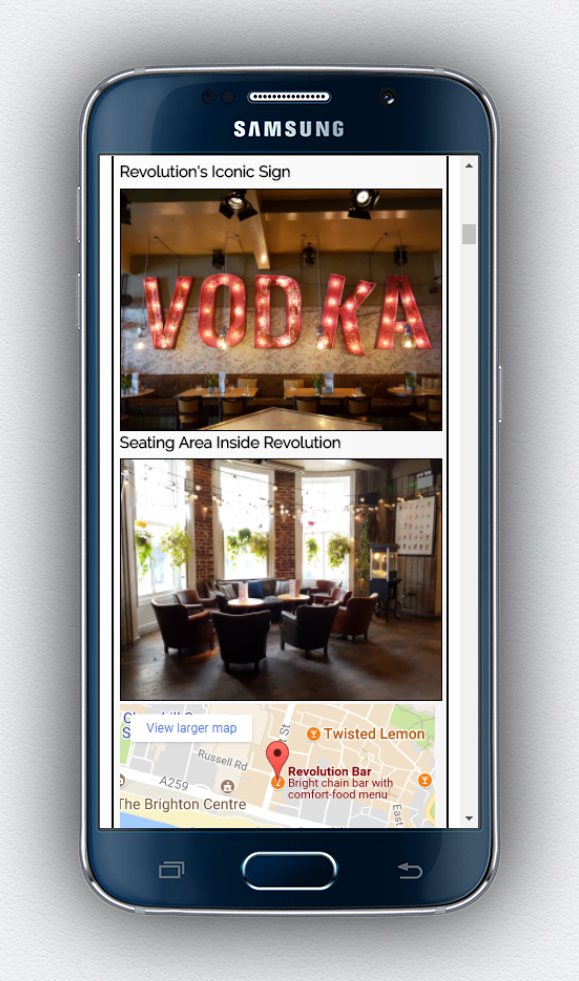 SAMSUNG
Revolution's Iconic Sign
VODKA
Seating Area Inside Revolution
View larger map
St
Twisted Lemon
Russell Rd
Revolution Bar
Bright chain bar with
comfort-food menu
A259
The Brighton Centre
East